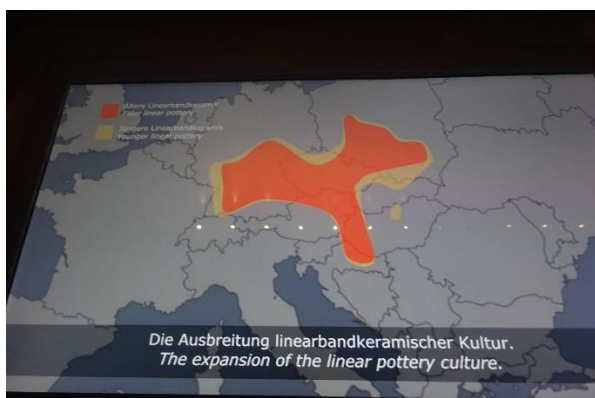 Ältere Linearbandkeramik
Elder linear pottery
Jüngere Linearbandkeramik
Younger linear pottery
Die Ausbreitung linearbandkeramischer Kultur.
The expansion of the linear pottery culture.